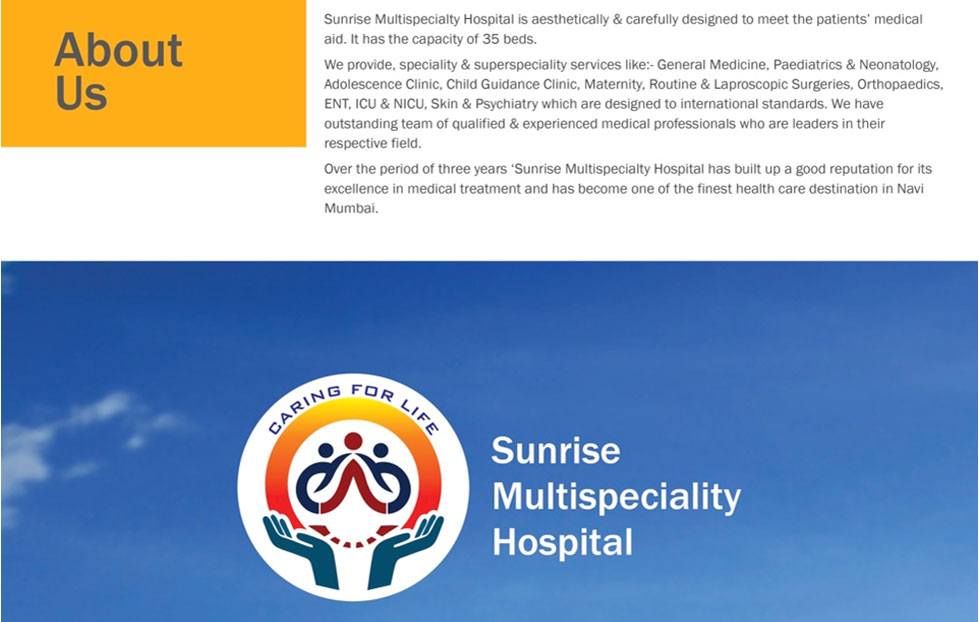 About
Us
Sunrise Multispecialty Hospital is aesthetically & carefully designed to meet the patients' medical
aid. It has the capacity of 35 beds.
We provide, speciality & superspeciality services like:- General Medicine, Paediatrics & Neonatology,
Adolescence Clinic, Child Guidance Clinic, Maternity, Routine & Laproscopic Surgeries, Orthopaedics,
ENT, ICU & NICU, Skin & Psychiatry which are designed to international standards. We have
outstanding team of qualified & experienced medical professionals who are leaders in their
respective field.
Over the period of three years ‘Sunrise Multispecialty Hospital has built up a good reputation for its
excellence in medical treatment and has become one of the finest health care destination in Navi
Mumbai.
CARING FOR LIFE
Sunrise
Multispeciality
Hospital